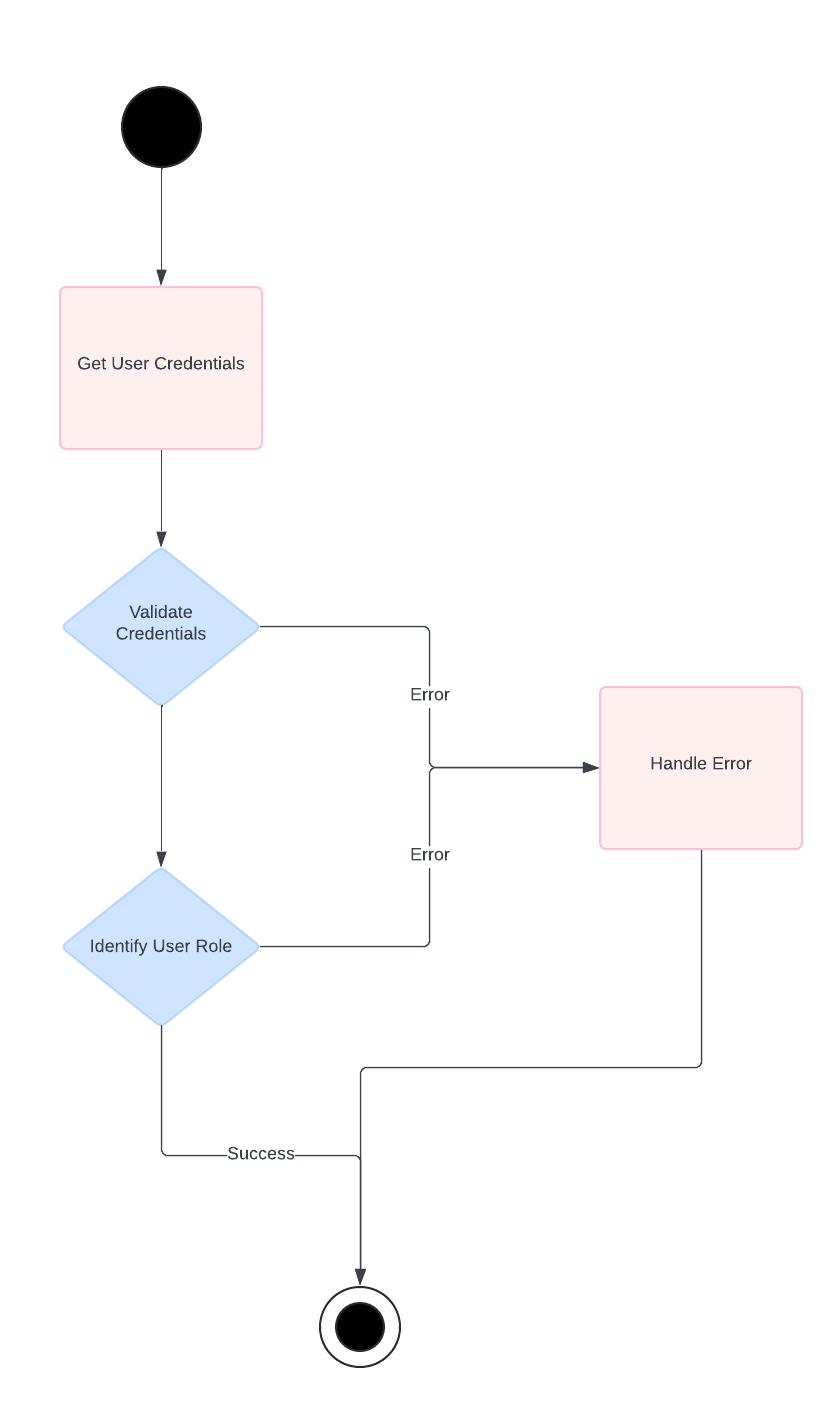 Get User Credentials
Validate
Credentials
Error
Handle Error
Error
Identify User Role
Success